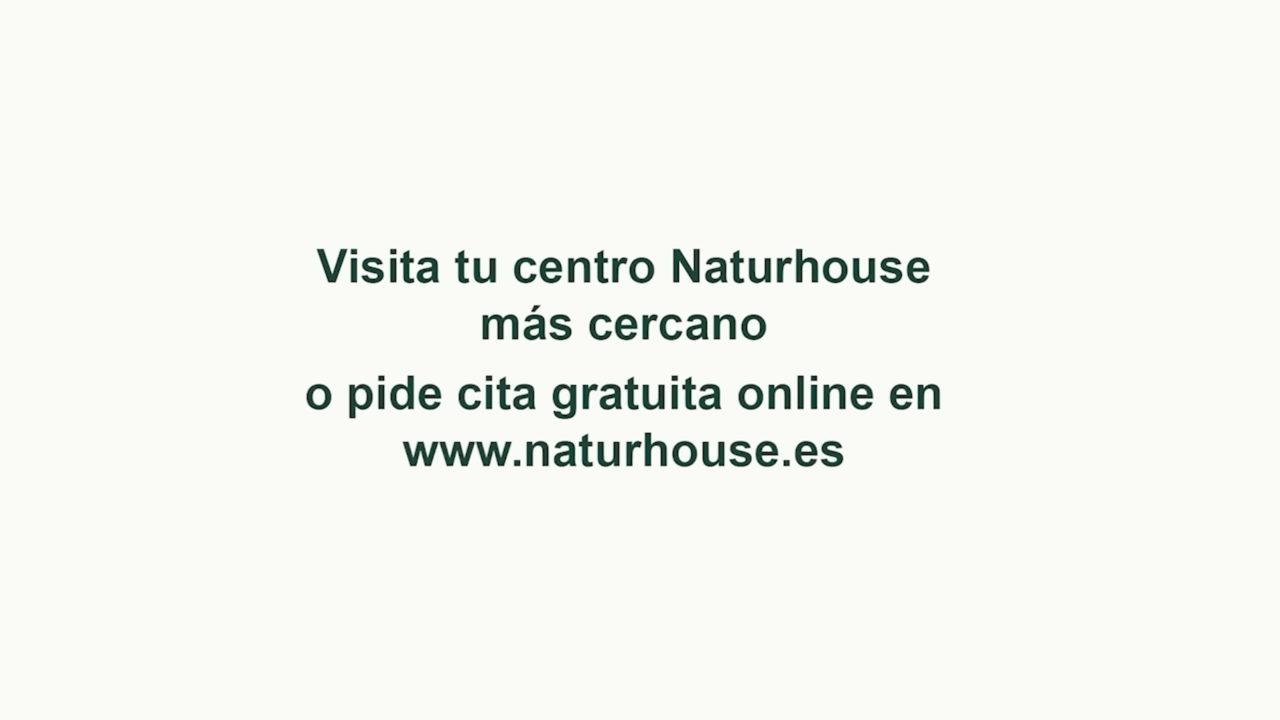 Visita tu centro Naturhouse
más cercano
o pide cita gratuita online en
www.naturhouse.es